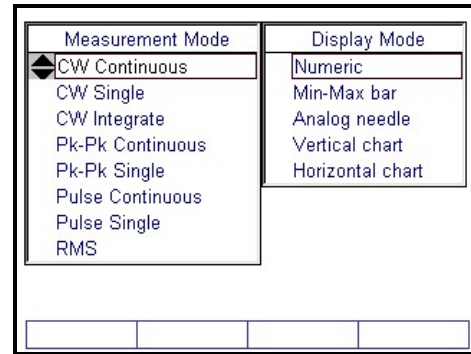 Measurement Mode
CW Continuous
CW Single
CW Integrate
Pk-Pk Continuous
Pk-Pk Single
Pulse Continuous
Pulse Single
RMS
Display Mode
Numeric
Min-Max bar
Analog needle
Vertical chart
Horizontal chart